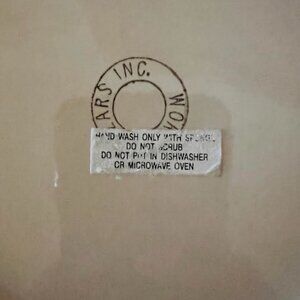 ARS INC. WO
HAND WASH ONLY WITH SPONGE
DO NOT SCRUB
DO NOT PUT IN DISHWASHER
OR MICROWAVE OVEN